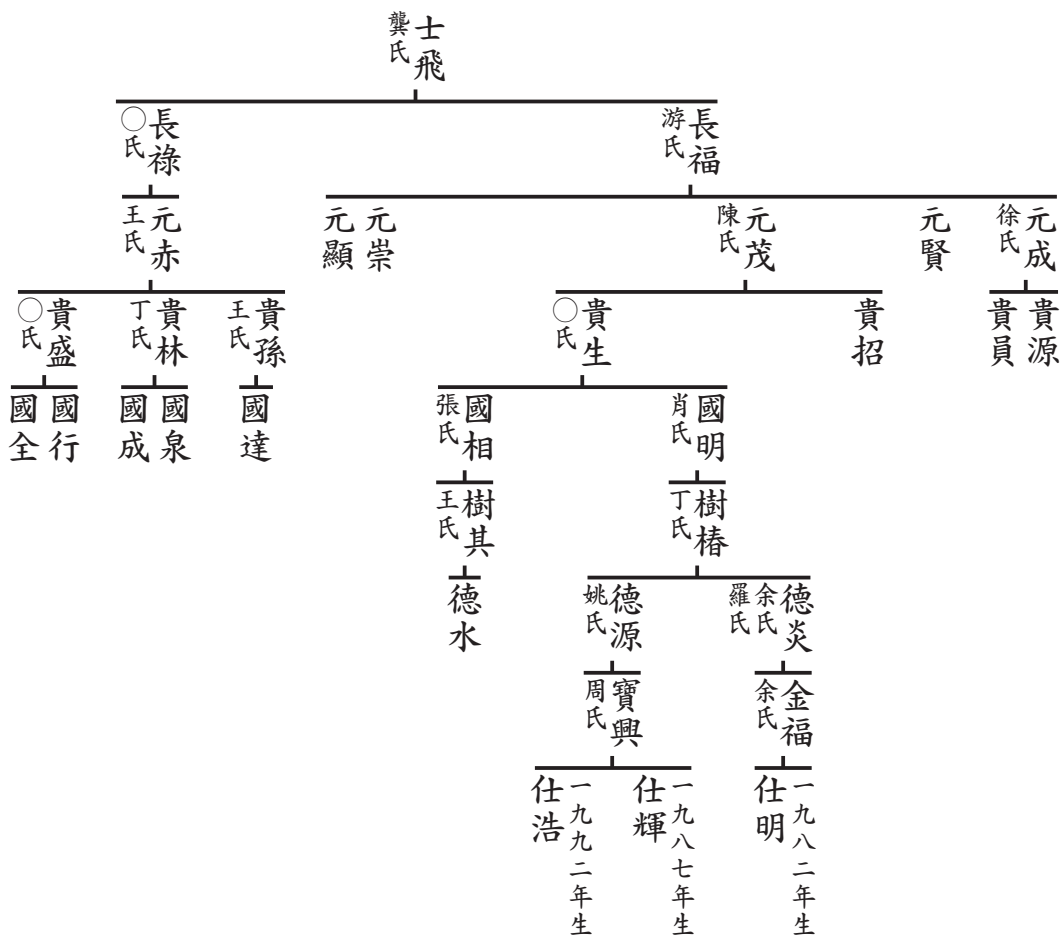 士飛
龔氏
長福
游氏
長祿
○氏
元成
徐氏
元賢
元茂
陳氏
元崇
元顯
元赤
王氏
貴源
貴員
貴招
貴生
○氏
貴孫
王氏
貴林
丁氏
貴盛
○氏
國明
肖氏
國相
張氏
國達
國泉
國成
國行
國全
樹椿
丁氏
樹其
王氏
德炎
余氏
羅氏
德源
姚氏
德水
金福
余氏
寶興
周氏
仕明
一九八二年生
仕輝
一九八七年生
仕浩
一九九二年生